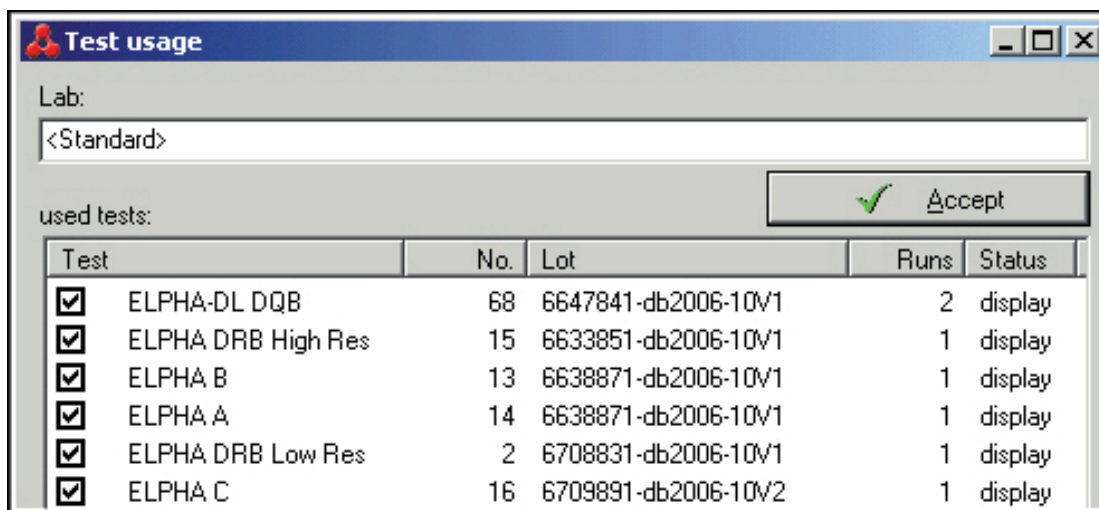 Test usage
Lab:
<Standard>
Accept
used tests:
Test No. Lot Runs Status
ELPHA-DL DQB 68 6647841-db2006-10V1 2 display
ELPHA DRB High Res 15 6633851-db2006-10V1 1 display
ELPHA B 13 6638871-db2006-10V1 1 display
ELPHA A 14 6638871-db2006-10V1 1 display
ELPHA DRB Low Res 2 6708831-db2006-10V1 1 display
ELPHA C 16 6709891-db2006-10V2 1 display